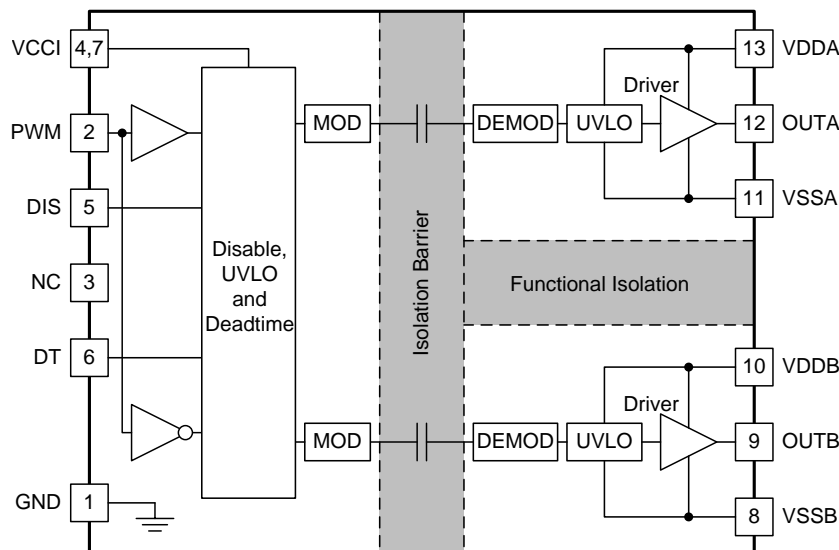 VCCI 4,7
PWM 2
DIS 5
NC 3
DT 6
GND 1
Disable,
UVLO
and
Deadtime
MOD
MOD
Isolation Barrier
Functional Isolation
DEMOD
UVLO
Driver
13 VDDA
12 OUTA
11 VSSA
DEMOD
UVLO
Driver
10 VDDB
9 OUTB
8 VSSB